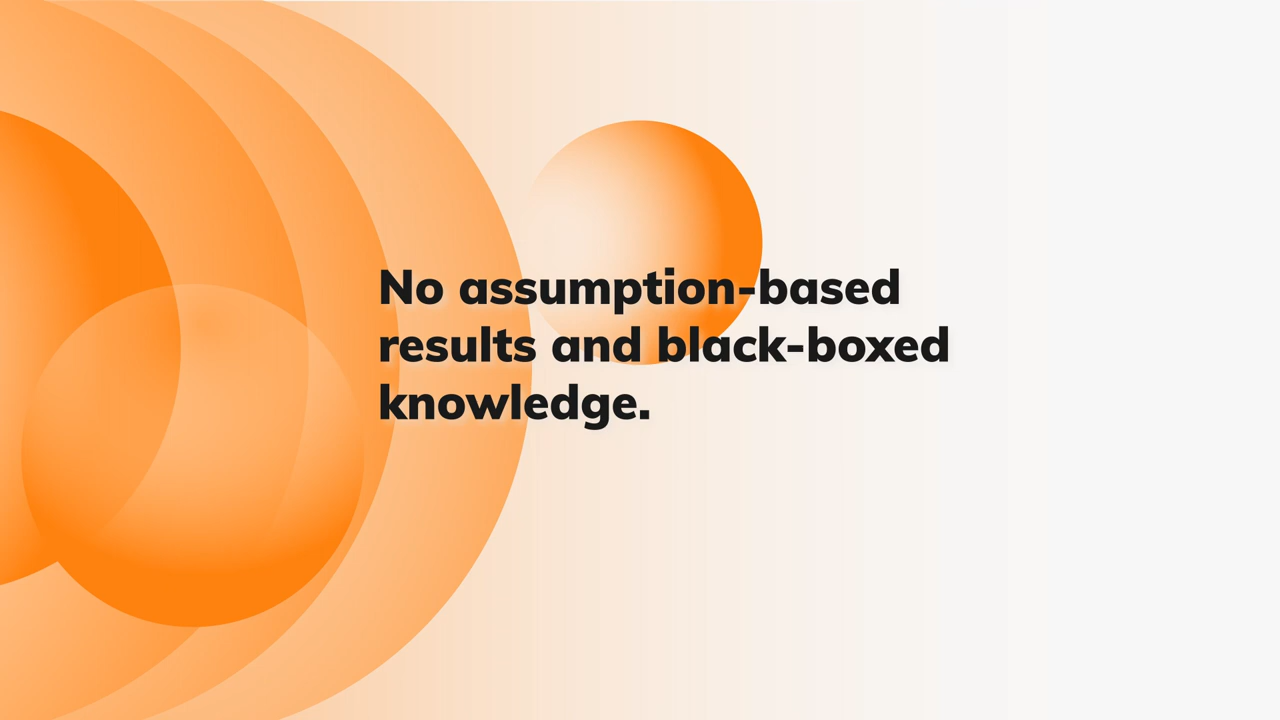 No assumption-based
results and black-boxed
knowledge.